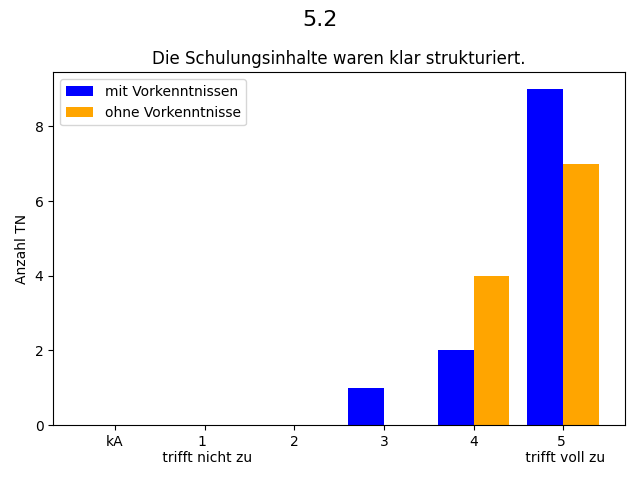 5.2
Die Schulungsinhalte waren klar strukturiert.
mit Vorkenntnissen
ohne Vorkenntnisse
Anzahl TN
8
6
4
2
0
kA 1 2 3 4 5
trifft nicht zu trifft voll zu